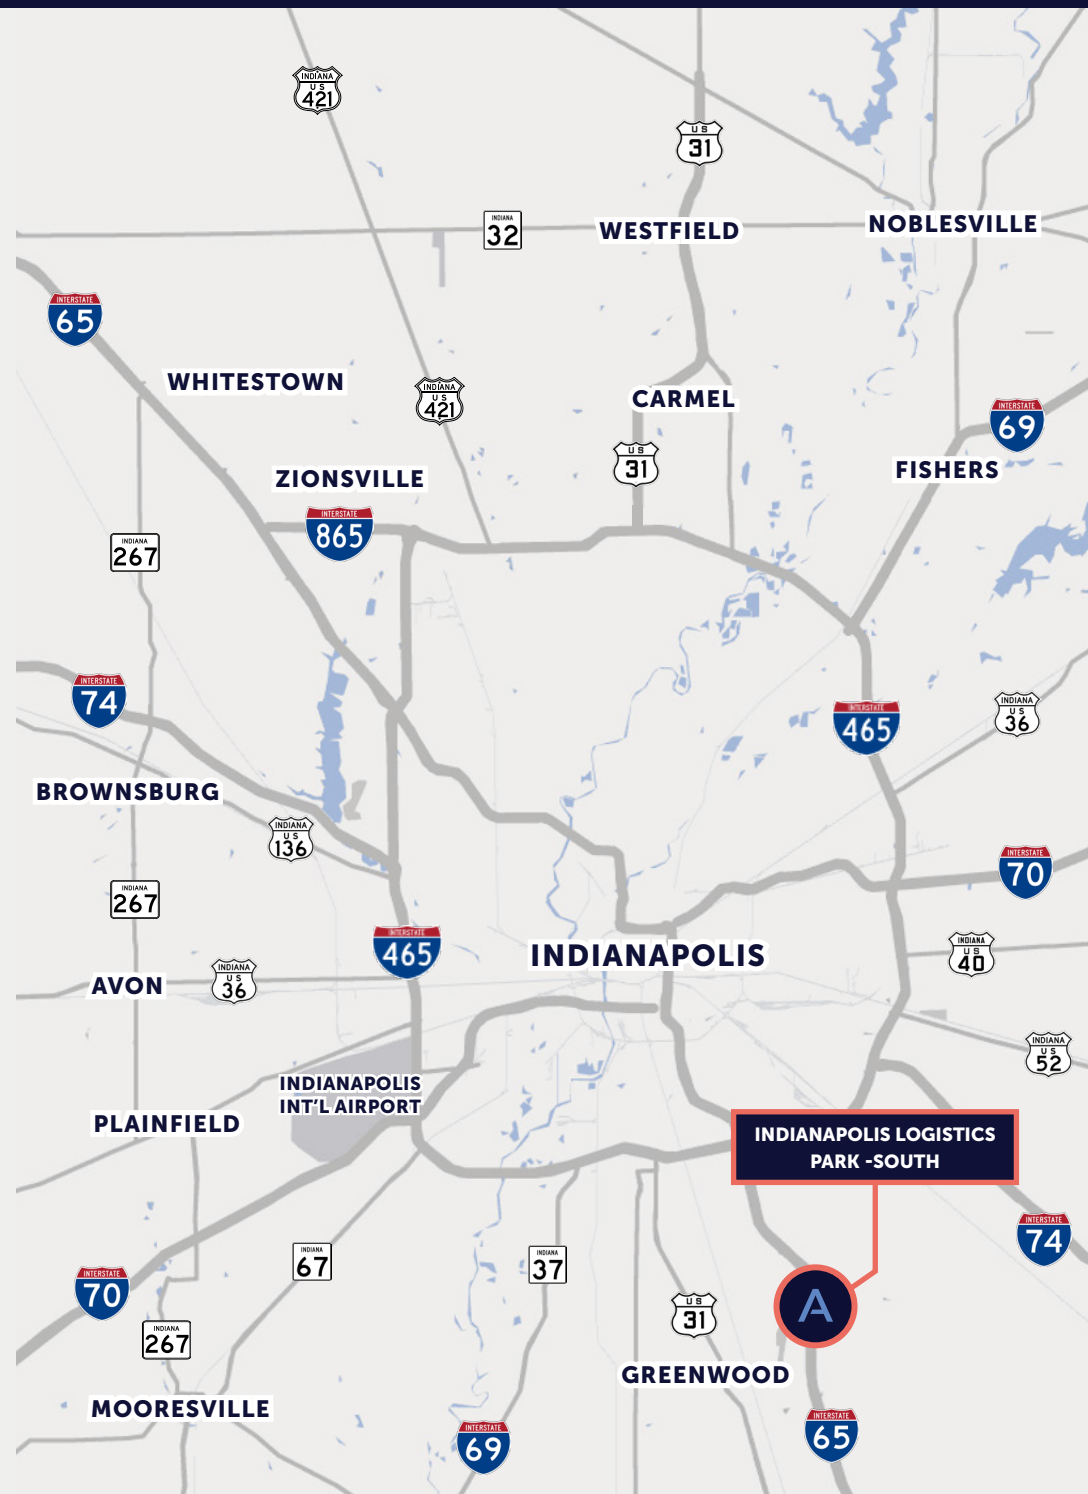 INDIANA
US
421
US
31
INDIANA
32
WESTFIELD
NOBLESVILLE
INTERSTATE
65
WHITESTOWN
INDIANA
US
421
CARMEL
INTERSTATE
69
US
31
FISHERS
ZIONSVILLE
INTERSTATE
865
INDIANA
267
INTERSTATE
74
INTERSTATE
465
INDIANA
US
36
BROWNSBURG
INDIANA
US
136
INTERSTATE
70
INDIANA
267
INTERSTATE
465
INDIANAPOLIS
INDIANA
US
40
AVON
INDIANA
US
36
INDIANA
US
52
INDIANAPOLIS
INT'L AIRPORT
PLAINFIELD
INDIANAPOLIS LOGISTICS
PARK -SOUTH
INTERSTATE
74
INDIANA
67
INDIANA
37
INTERSTATE
70
A
US
31
INDIANA
267
GREENWOOD
MOORESVILLE
INTERSTATE
69
INTERSTATE
65